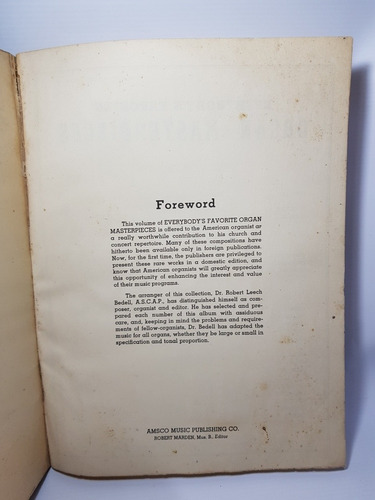 Foreword
This volume of EVERYBODY'S FAVORITE ORGAN
MASTERPIECES is offered to the American organist as
a really worthwhile contribution to his church and
concert repertoire. Many of these compositions have
hitherto been available only in foreign publications.
Now, for the first time, the publishers are privileged to
present these rare works in a domestic edition, and
know that American organists will greatly appreciate
this opportunity of enhancing the interest and value
of their music programs.
The arranger of this collection, Dr. Robert Leech
Bedell, A.S.C.A.P., has distinguished himself as com-
poser, organist and editor. He has selected and pre-
pared each number of this album with assiduous
care, and, keeping in mind the problems and require-
ments of fellow-organists, Dr. Bedell has adapted the
music for all organs, whether they be large or small in
specification and tonal proportion.
AMSCO MUSIC PUBLISHING CO.
ROBERT MARDEN, Mus. B., Editor